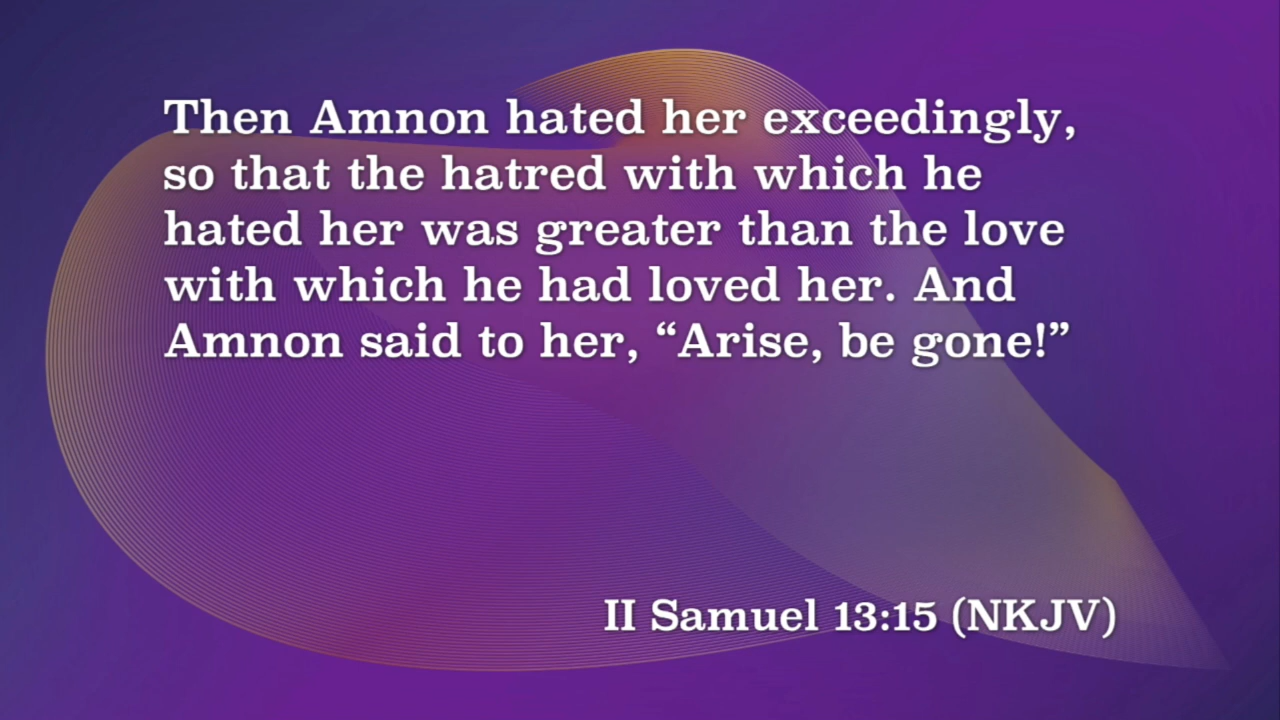 Then Amnon hated her exceedingly,
so that the hatred with which he
hated her was greater than the love
with which he had loved her. And
Amnon said to her, “Arise, be gone!”
II Samuel 13:15 (NKJV)